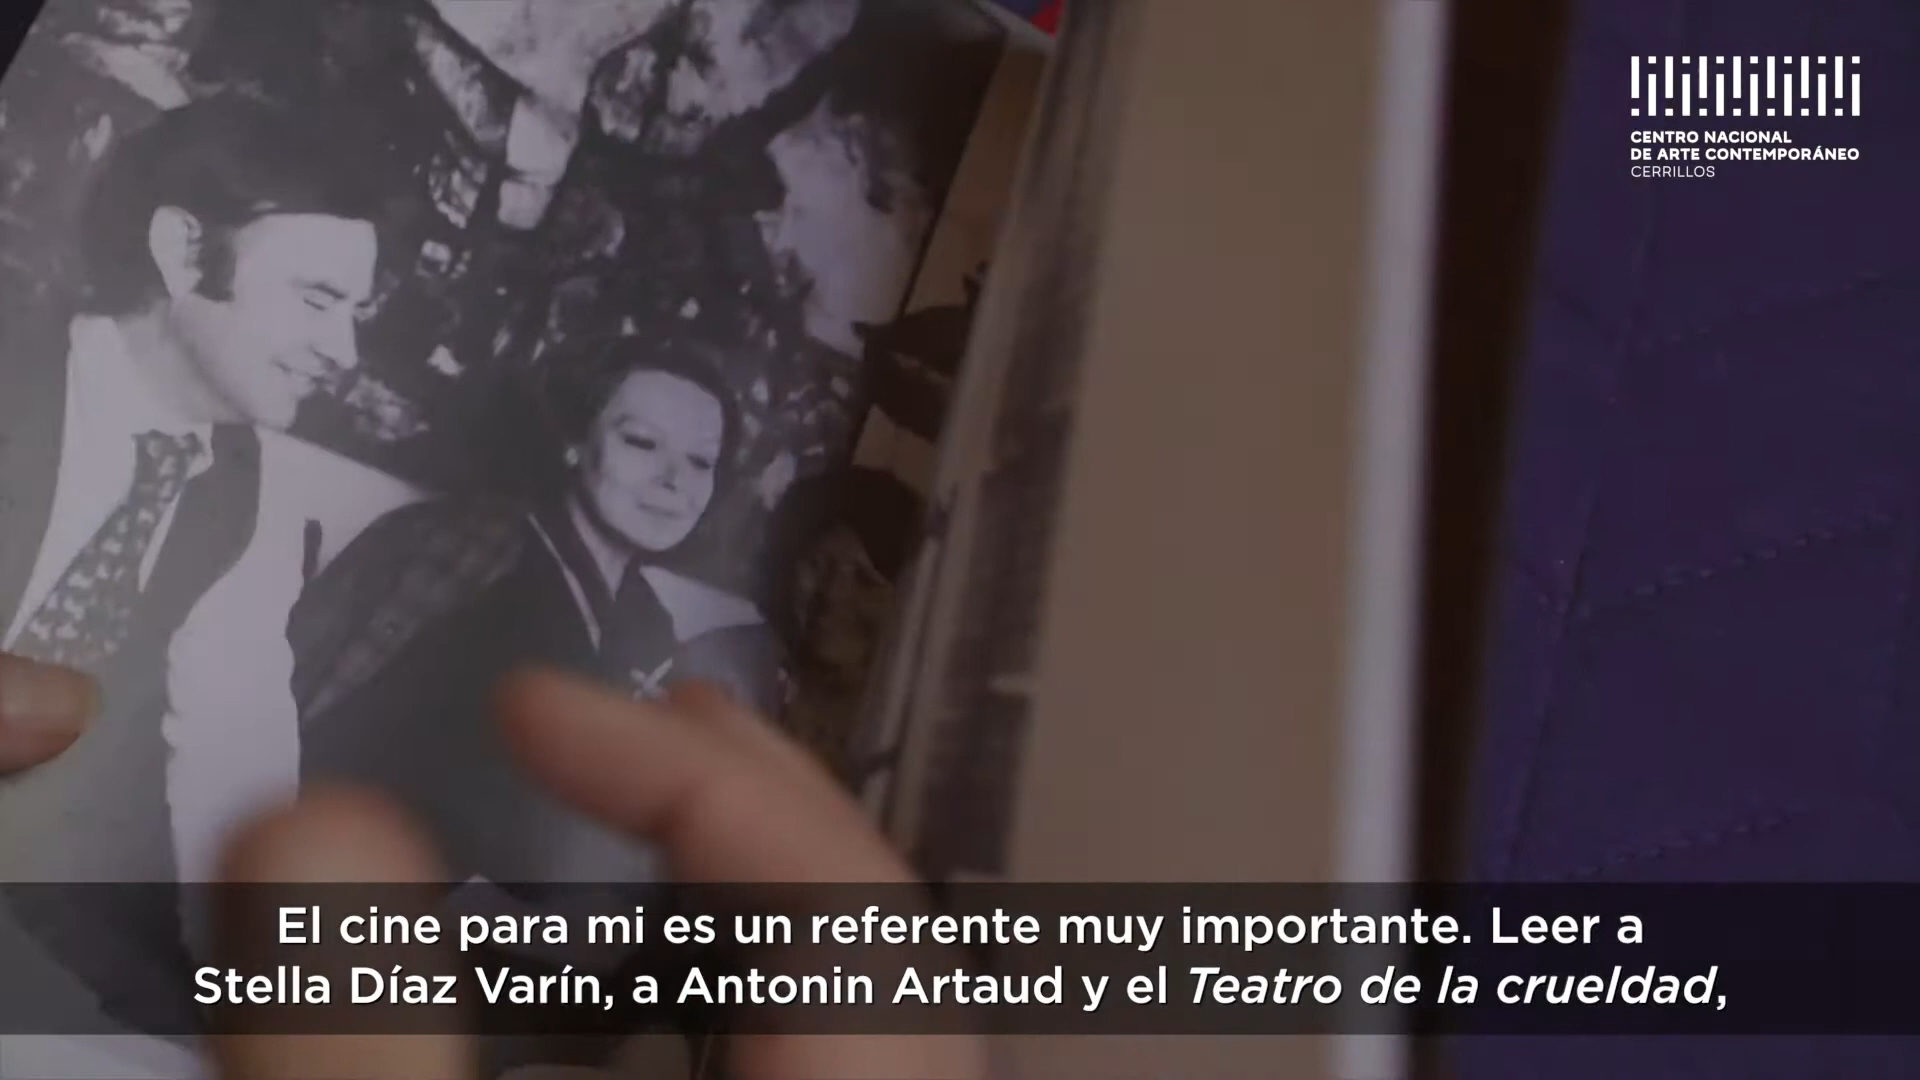 CENTRO NACIONAL
DE ARTE CONTEMPORÁNEO
CERRILLOS
El cine para mi es un referente muy importante. Leer a
Stella Díaz Varín, a Antonin Artaud y el Teatro de la crueldad,